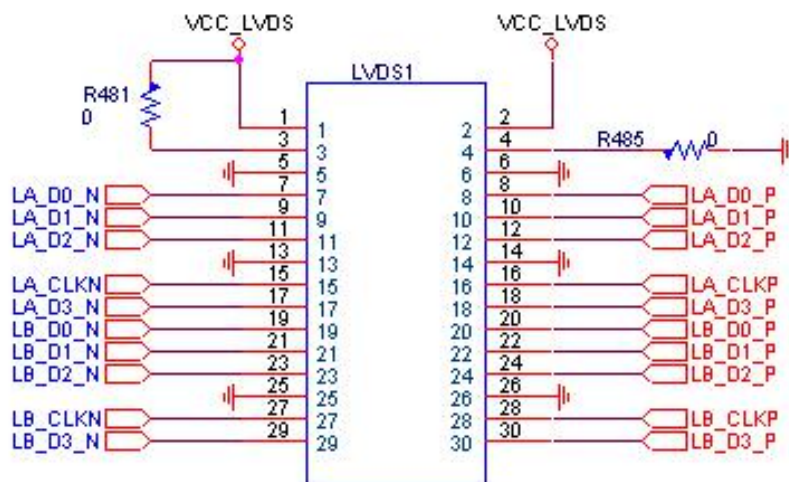 VCC_LVDS VCC_LVDS
LVDS1
R481
0
1 1 2 2
3 3 4 4 R485 0
5 5 6 6
LA_D0_N 7 7 8 8 LA_D0_P
LA_D1_N 9 9 10 10 LA_D1_P
LA_D2_N 11 11 12 12 LA_D2_P
13 13 14 14
LA_CLKN 15 15 16 16 LA_CLKP
LA_D3_N 17 17 18 18 LA_D3_P
LB_D0_N 19 19 20 20 LB_D0_P
LB_D1_N 21 21 22 22 LB_D1_P
LB_D2_N 23 23 24 24 LB_D2_P
25 25 26 26
LB_CLKN 27 27 28 28 LB_CLKP
LB_D3_N 29 29 30 30 LB_D3_P